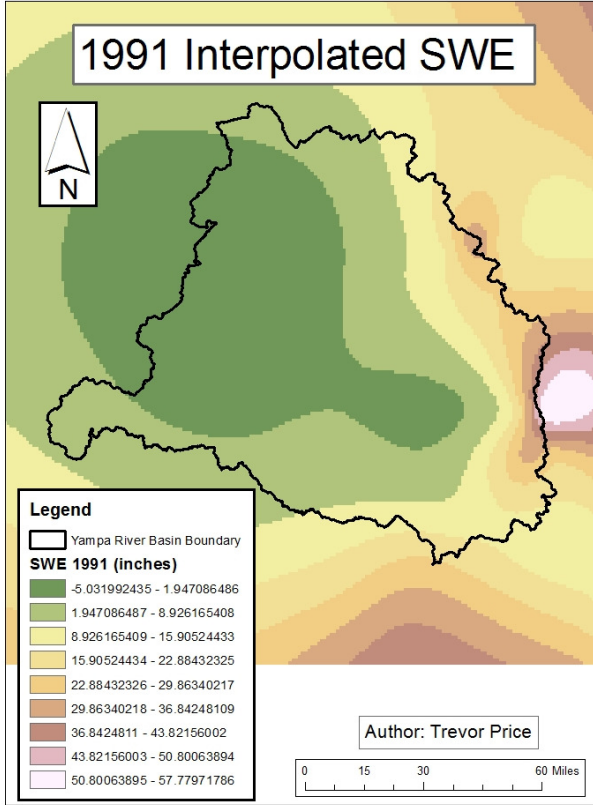 1991 Interpolated SWE
N
Legend
Yampa River Basin Boundary
SWE 1991 (inches)
-5.031992435 - 1.947086486
1.947086487 - 8.926165408
8.926165409 - 15.90524433
15.90524434 - 22.88432325
22.88432326 - 29.86340217
29.86340218 - 36.84248109
36.8424811 - 43.82156002
43.82156003 - 50.80063894
50.80063895 - 57.77971786
Author: Trevor Price
0 15 30 60 Miles